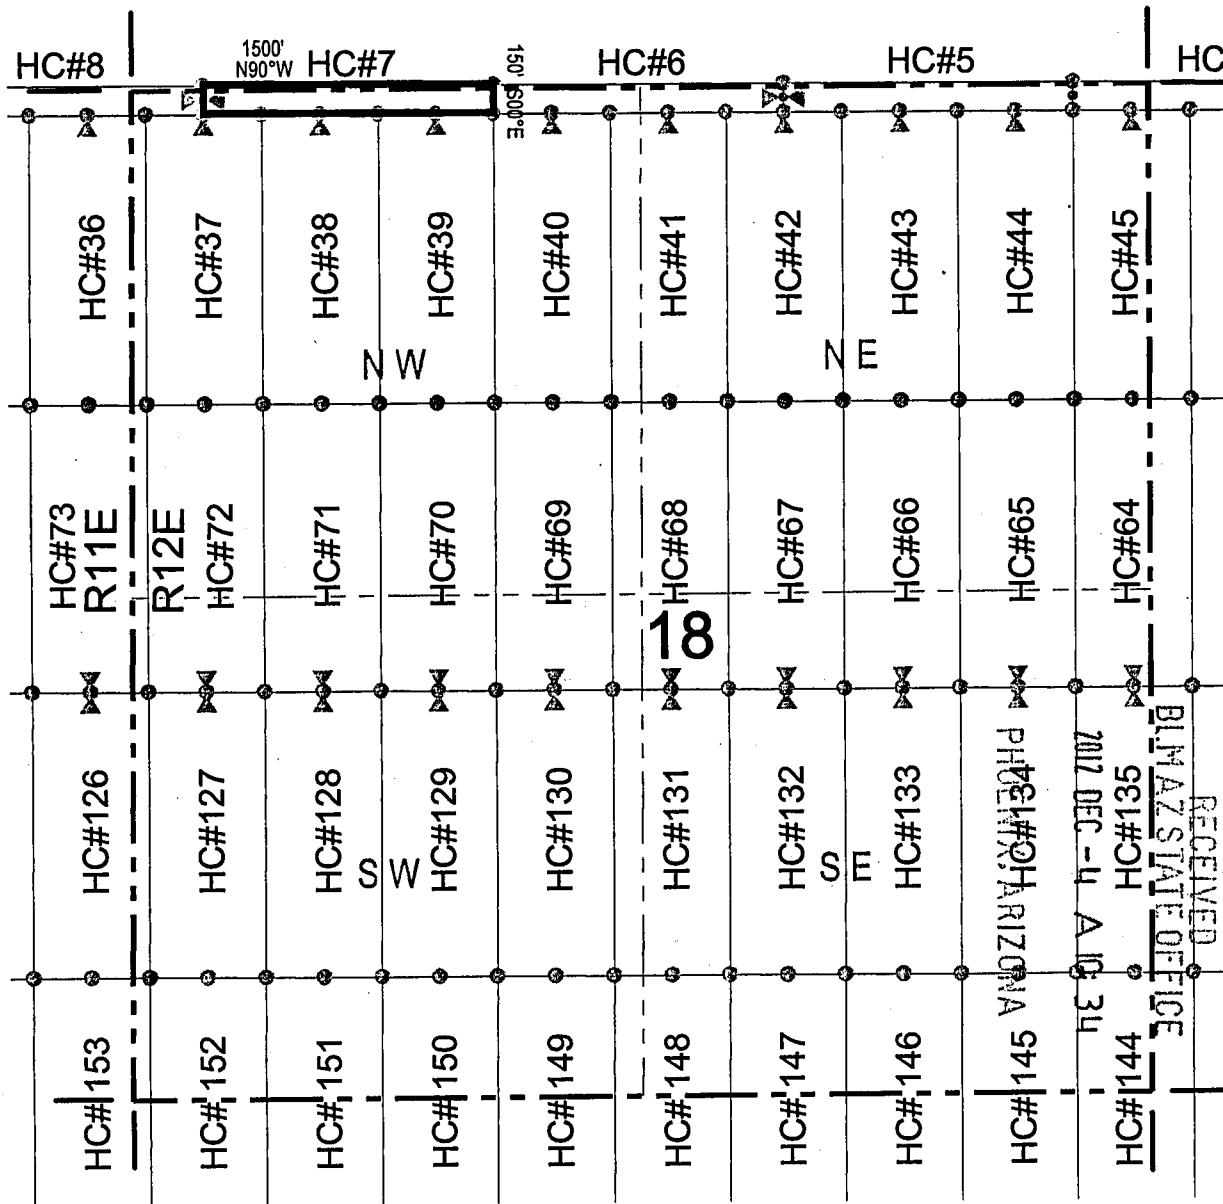 HC#8 HC#7 HC#6 HC#5 HC
1500'
N90°W
150' S00°E
HC#36 HC#37 HC#38 HC#39 HC#40 HC#41 HC#42 HC#43 HC#44 HC#45
NW NE
HC#73 R11E R12E HC#72 HC#71 HC#70 HC#69 HC#68 HC#67 HC#66 HC#65 HC#64
18
HC#126 HC#127 HC#128 HC#129 HC#130 HC#131 HC#132 HC#133 HC#134 HC#135
SW SE
HC#153 HC#152 HC#151 HC#150 HC#149 HC#148 HC#147 HC#146 HC#145 HC#144
RECEIVED
BLM AZ STATE OFFICE
2017 DEC -4 A 10: 34
PHOENIX, ARIZONA